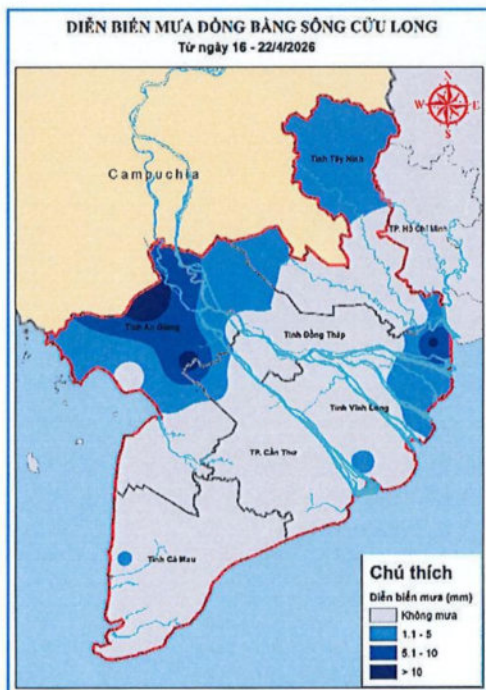 DIỄN BIẾN MƯA ĐỒNG BẰNG SÔNG CỬU LONG
Từ ngày 16 - 22/4/2026
N
W E
S
Tỉnh Tây Ninh
Campuchia
TP. Hồ Chí Minh
Tỉnh An Giang
Tỉnh Đồng Tháp
Tỉnh Vĩnh Long
TP. Cần Thơ
Tỉnh Cà Mau
Chú thích
Diễn biến mưa (mm)
Không mưa
1.1 - 5
5.1 - 10
> 10